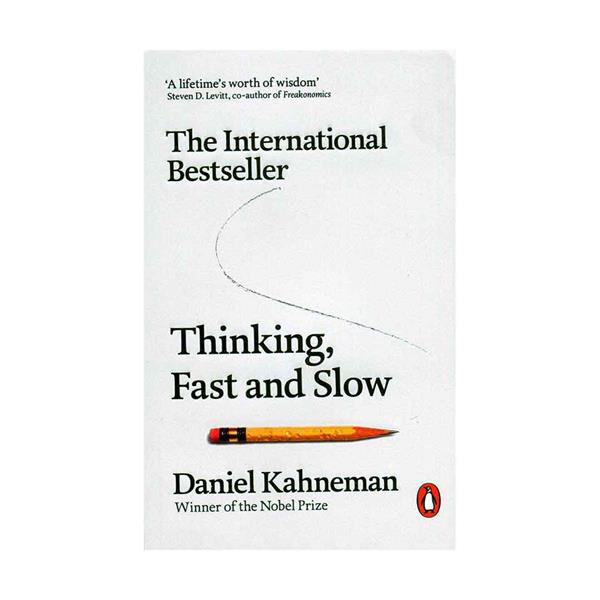 ‘A lifetime’s worth of wisdom’
Steven D. Levitt, co-author of Freakonomics
The International
Bestseller
Thinking,
Fast and Slow
Daniel Kahneman
Winner of the Nobel Prize